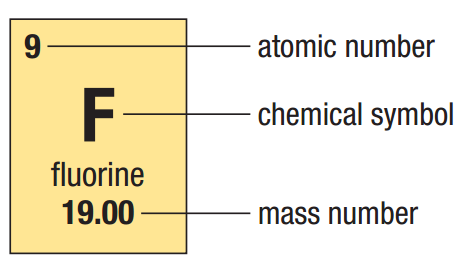 9
atomic number
F
chemical symbol
fluorine
19.00
mass number